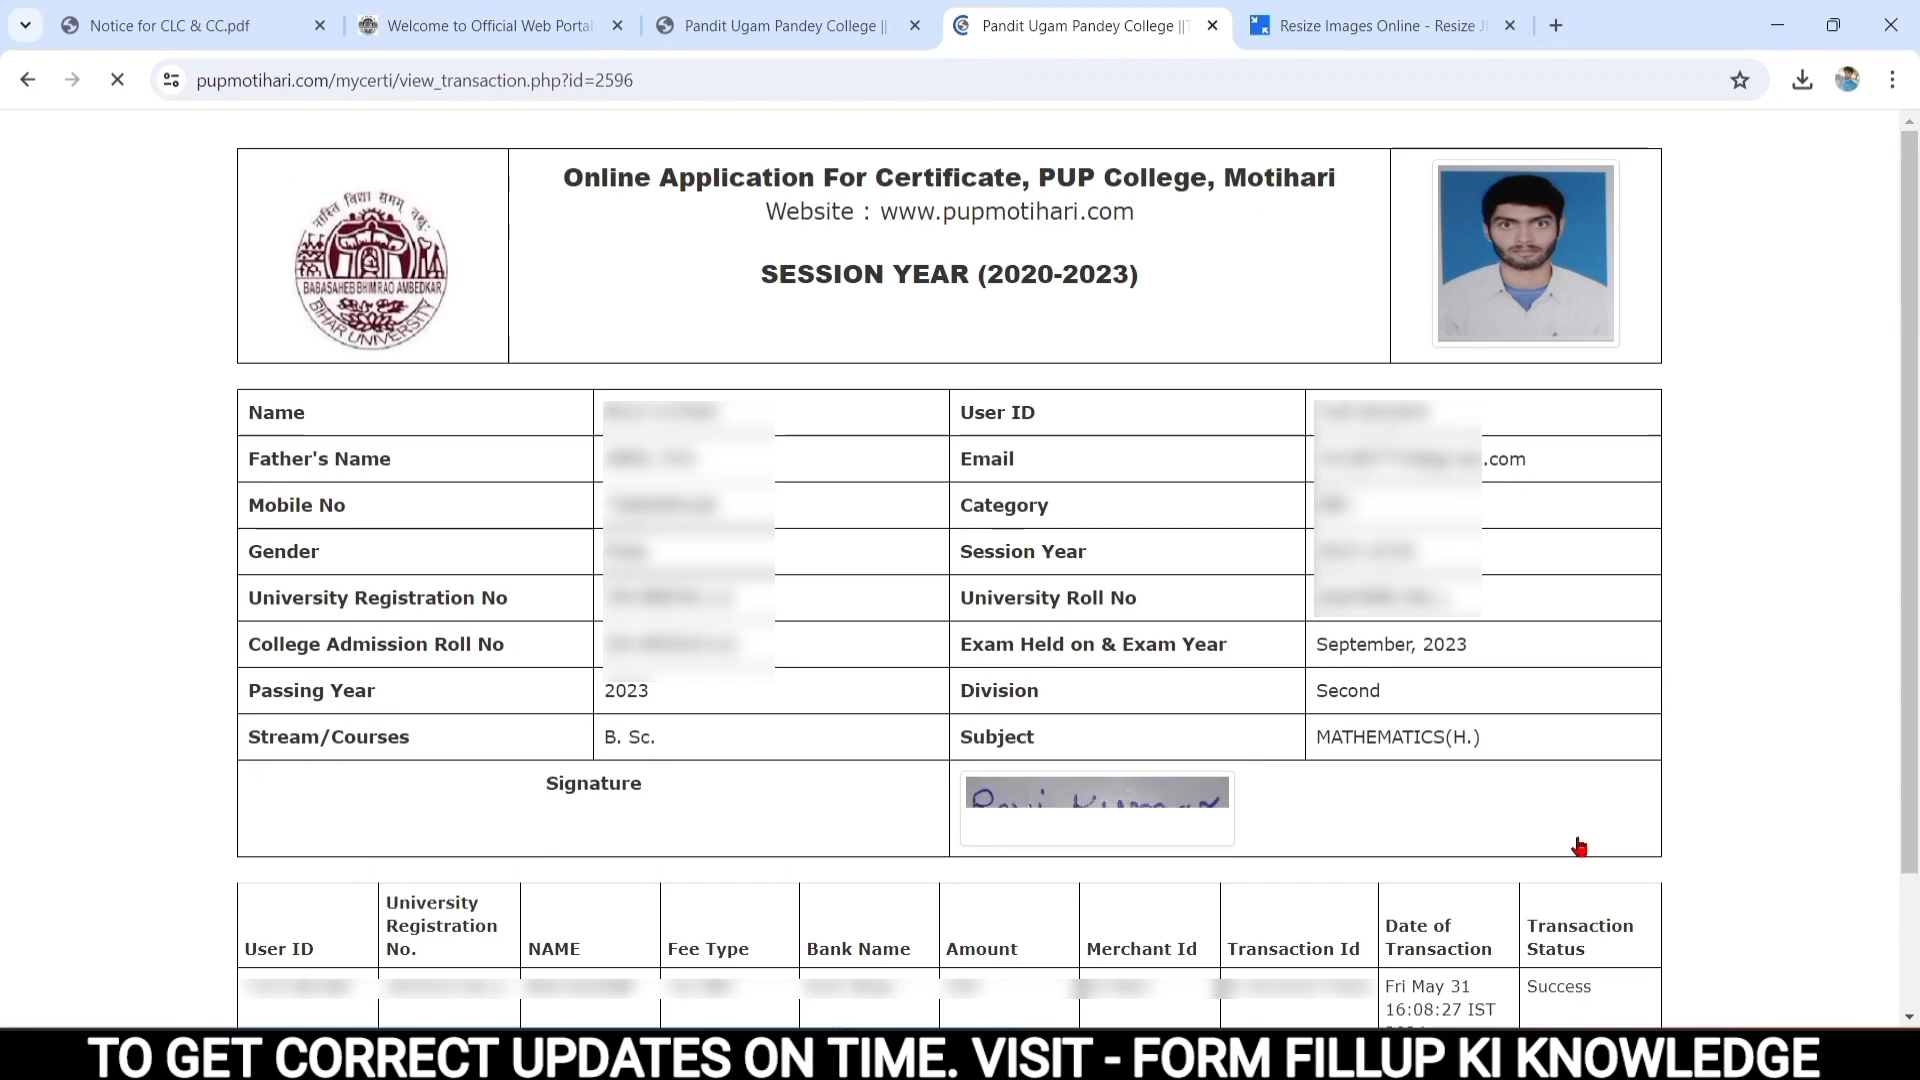 Notice for CLC & CC.pdf
Welcome to Official Web Portal
Pandit Ugam Pandey College ||
Pandit Ugam Pandey College ||
Resize Images Online - Resize
pupmotihari.com/mycerti/view_transaction.php?id=2596
नास्ति विद्या समम् चक्षुः
BABASAHEB BHIMRAO AMBEDKAR
BIHAR UNIVERSITY
Online Application For Certificate, PUP College, Motihari
Website : www.pupmotihari.com
SESSION YEAR (2020-2023)
Name
User ID
Father's Name
Email
.com
Mobile No
Category
Gender
Session Year
University Registration No
University Roll No
College Admission Roll No
Exam Held on & Exam Year
September, 2023
Passing Year
2023
Division
Second
Stream/Courses
B. Sc.
Subject
MATHEMATICS(H.)
Signature
User ID
University Registration No.
NAME
Fee Type
Bank Name
Amount
Merchant Id
Transaction Id
Date of Transaction
Transaction Status
Fri May 31
16:08:27 IST
Success
TO GET CORRECT UPDATES ON TIME. VISIT - FORM FILLUP KI KNOWLEDGE